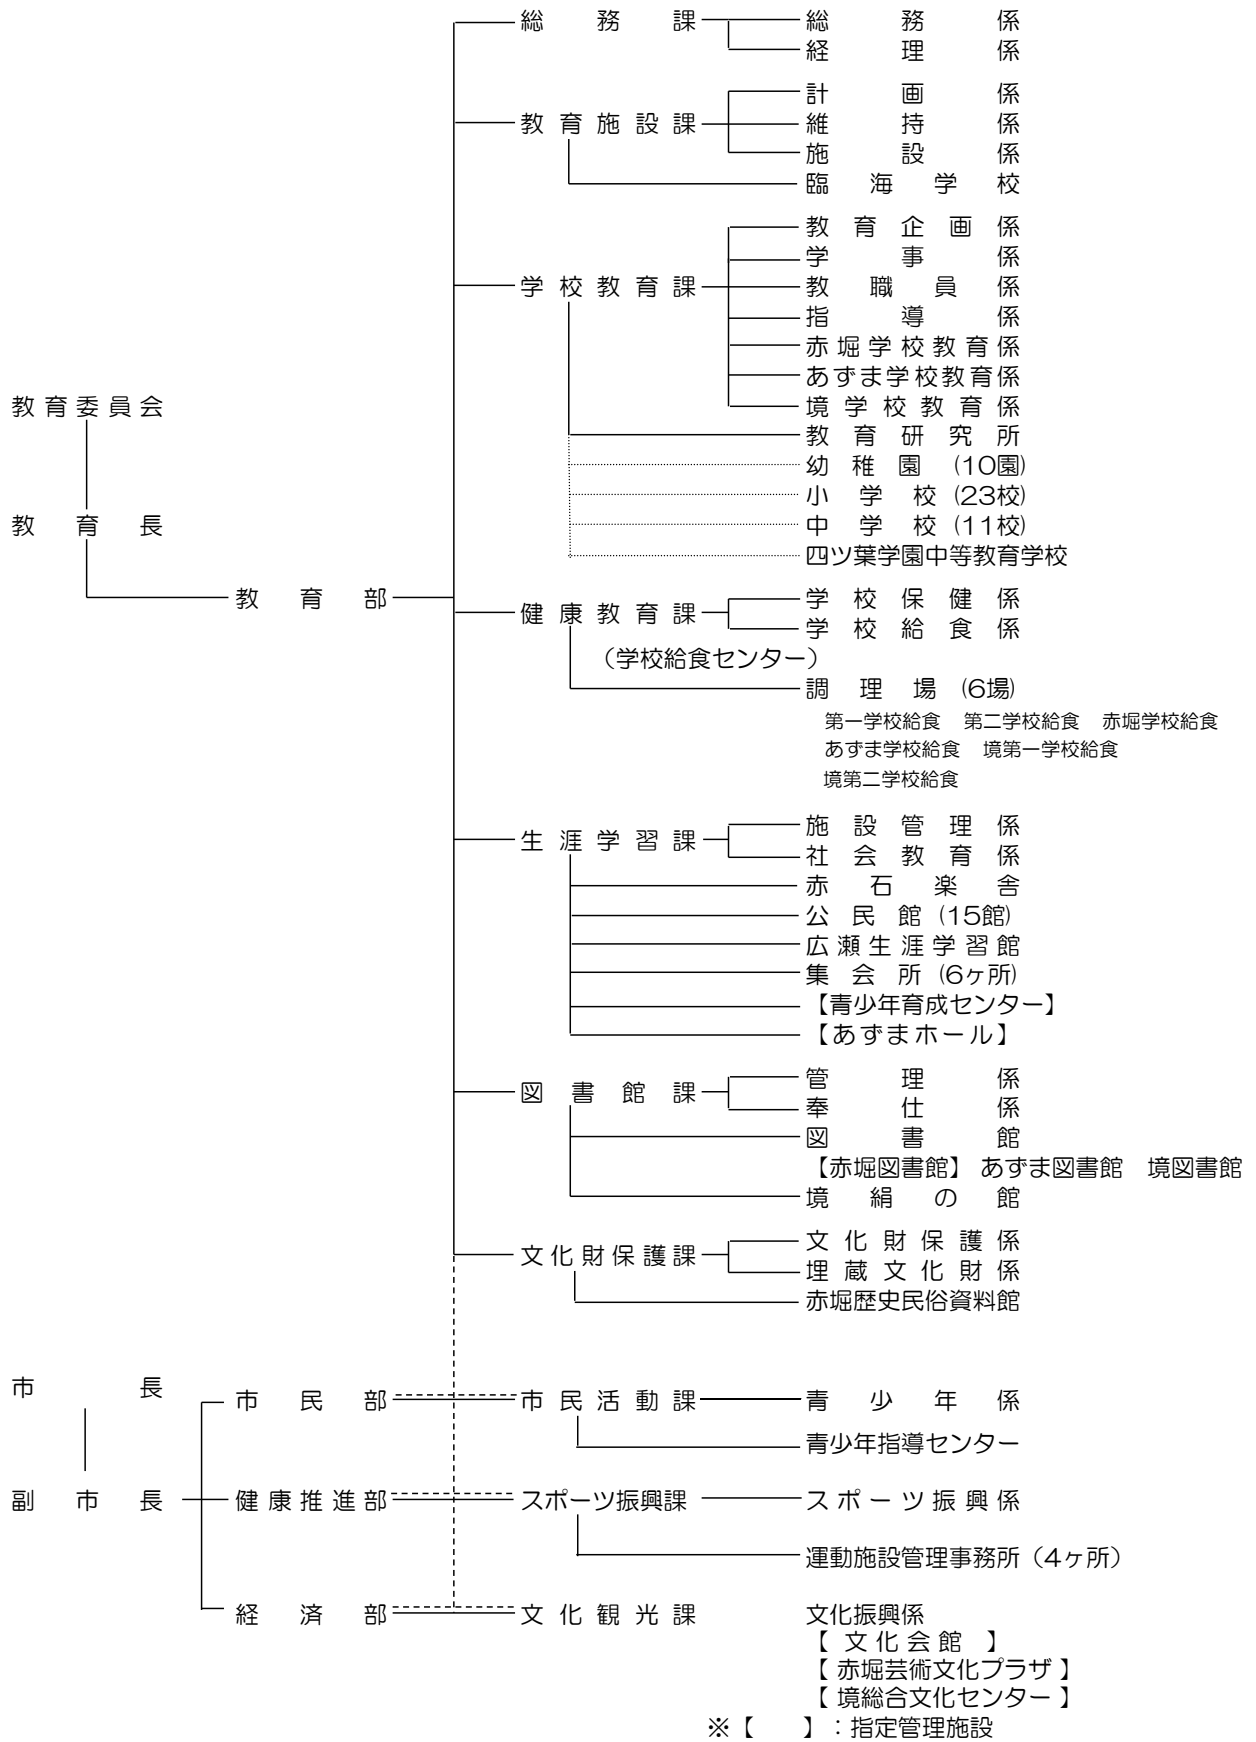 総務課 総務係
経理係
計画係
教育施設課 維持係
施設係
臨海学校
教育企画係
学事係
学校教育課 教職員係
指導係
赤堀学校教育係
あずま学校教育係
教育委員会 境学校教育係
教育研究所
幼稚園 (10園)
小学校 (23校)
教育長 中学校 (11校)
四ツ葉学園中等教育学校
教育部 学校保健係
健康教育課 学校給食係
（学校給食センター）
調理場 (6場)
第一学校給食 第二学校給食 赤堀学校給食
あずま学校給食 境第一学校給食
境第二学校給食
施設管理係
生涯学習課
社会教育係
赤石楽舎
公民館 (15館)
広瀬生涯学習館
集会所 (6ヶ所)
【青少年育成センター】
【あずまホール】
管理係
図書館課
奉仕係
図書館
【赤堀図書館】 あずま図書館 境図書館
境絹の館
文化財保護係
文化財保護課
埋蔵文化財係
赤堀歴史民俗資料館
市長
市民部 市民活動課 青少年係
青少年指導センター
副市長 健康推進部 スポーツ振興課 スポーツ振興係
運動施設管理事務所（4ヶ所）
経済部 文化観光課 文化振興係
【 文化会館 】
【 赤堀芸術文化プラザ 】
【 境総合文化センター 】
※【　　】：指定管理施設